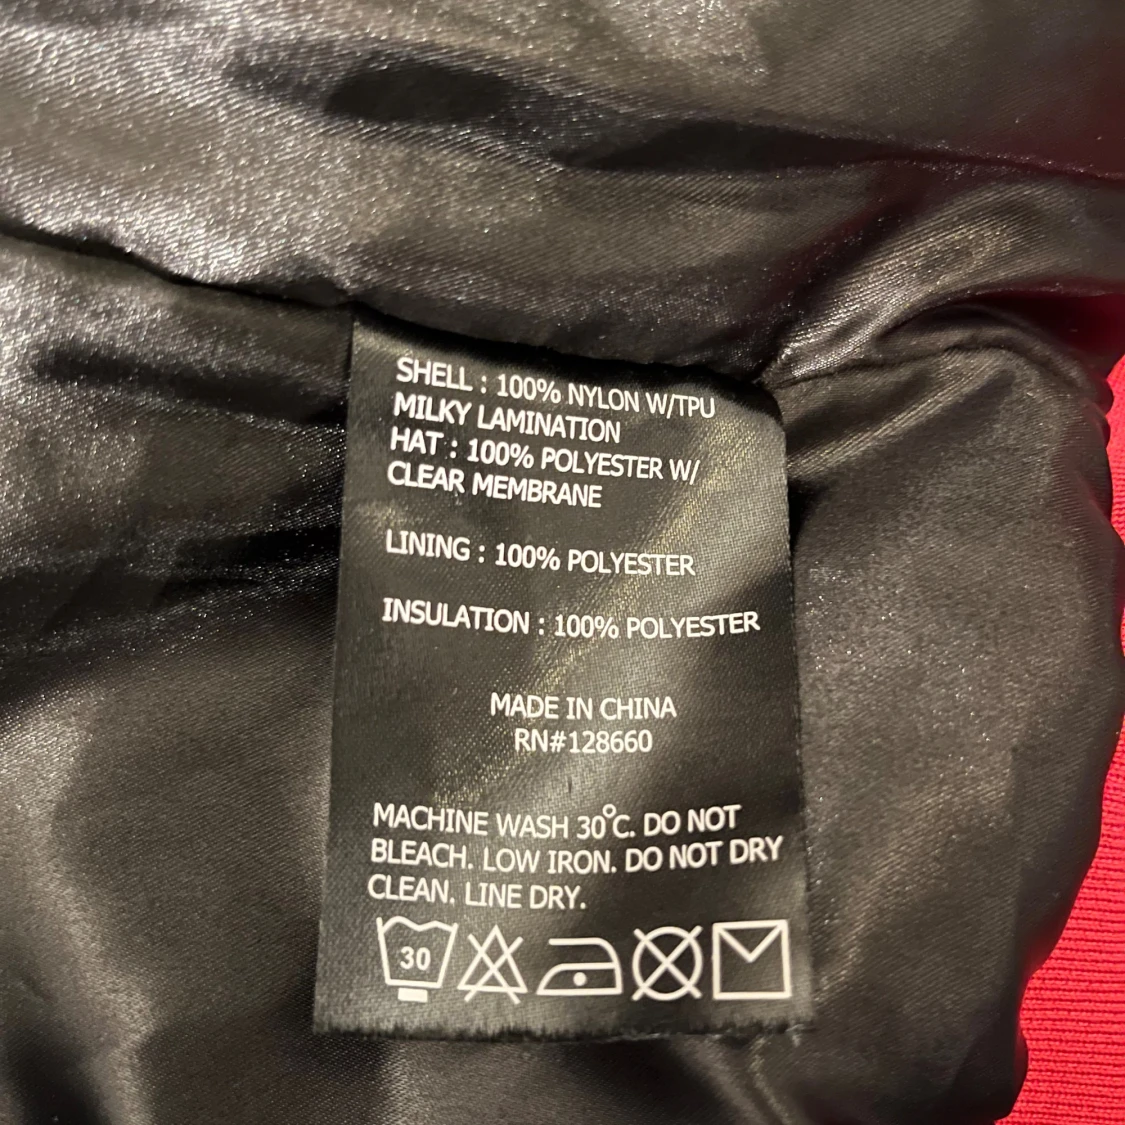 SHELL : 100% NYLON W/TPU
MILKY LAMINATION
HAT : 100% POLYESTER W/
CLEAR MEMBRANE
LINING : 100% POLYESTER
INSULATION : 100% POLYESTER
MADE IN CHINA
RN#128660
MACHINE WASH 30°C. DO NOT
BLEACH. LOW IRON. DO NOT DRY
CLEAN. LINE DRY.
30